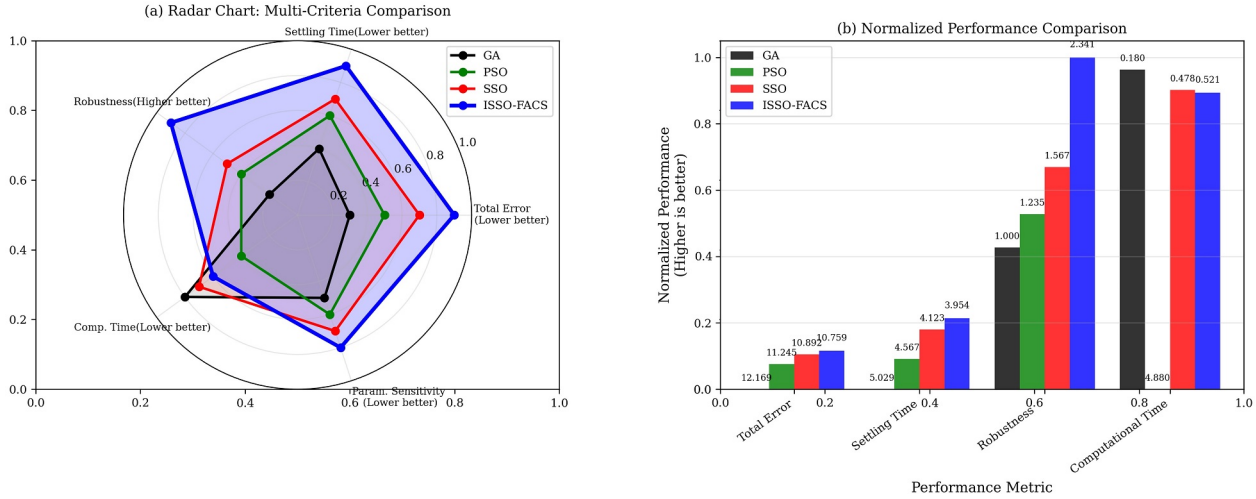 (a) Radar Chart: Multi-Criteria Comparison
Settling Time(Lower better)
GA
PSO
SSO
ISSO-FACS
Robustness(Higher better)
1.0
0.8
0.6
0.4
0.2
Total Error
(Lower better)
Comp. Time(Lower better)
Param. Sensitivity
(Lower better)
1.0
0.8
0.6
0.4
0.2
0.0
0.0
0.2
0.4
0.6
0.8
1.0
(b) Normalized Performance Comparison
GA
PSO
SSO
ISSO-FACS
Normalized Performance
(Higher is better)
1.0
0.8
0.6
0.4
0.2
0.0
12.169
11.245
10.892
10.759
5.029
4.567
4.123
3.954
1.000
1.235
1.567
2.341
0.180
4.880
0.478
0.521
0.0
0.2
0.4
0.6
0.8
1.0
Total Error
Settling Time
Robustness
Computational Time
Performance Metric